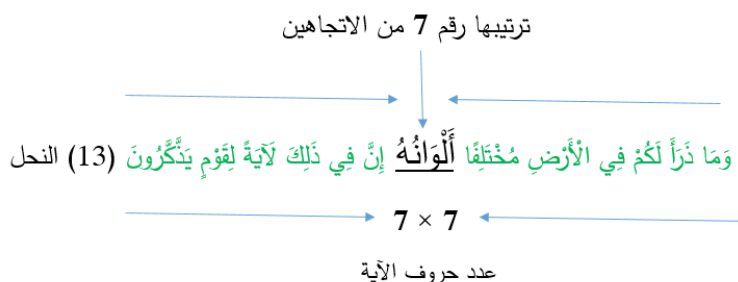 ترتيبها رقم 7 من الاتجاهين
وَمَا ذَرَأَ لَكُمْ فِي الْأَرْضِ مُخْتَلِفًا أَلْوَانُهُ إِنَّ فِي ذَلِكَ لَآيَةً لِقَوْمٍ يَذَّكَّرُونَ (13) النحل
7 × 7
عدد حروف الآية